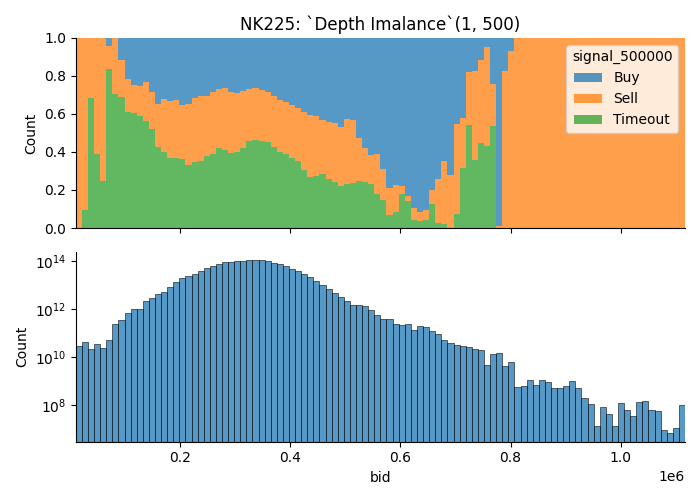 NK225: `Depth Imalance`(1, 500)
Count
1.0
0.8
0.6
0.4
0.2
0.0
signal_500000
Buy
Sell
Timeout
Count
10^14
10^12
10^10
10^8
0.2
0.4
0.6
0.8
1.0
1e6
bid